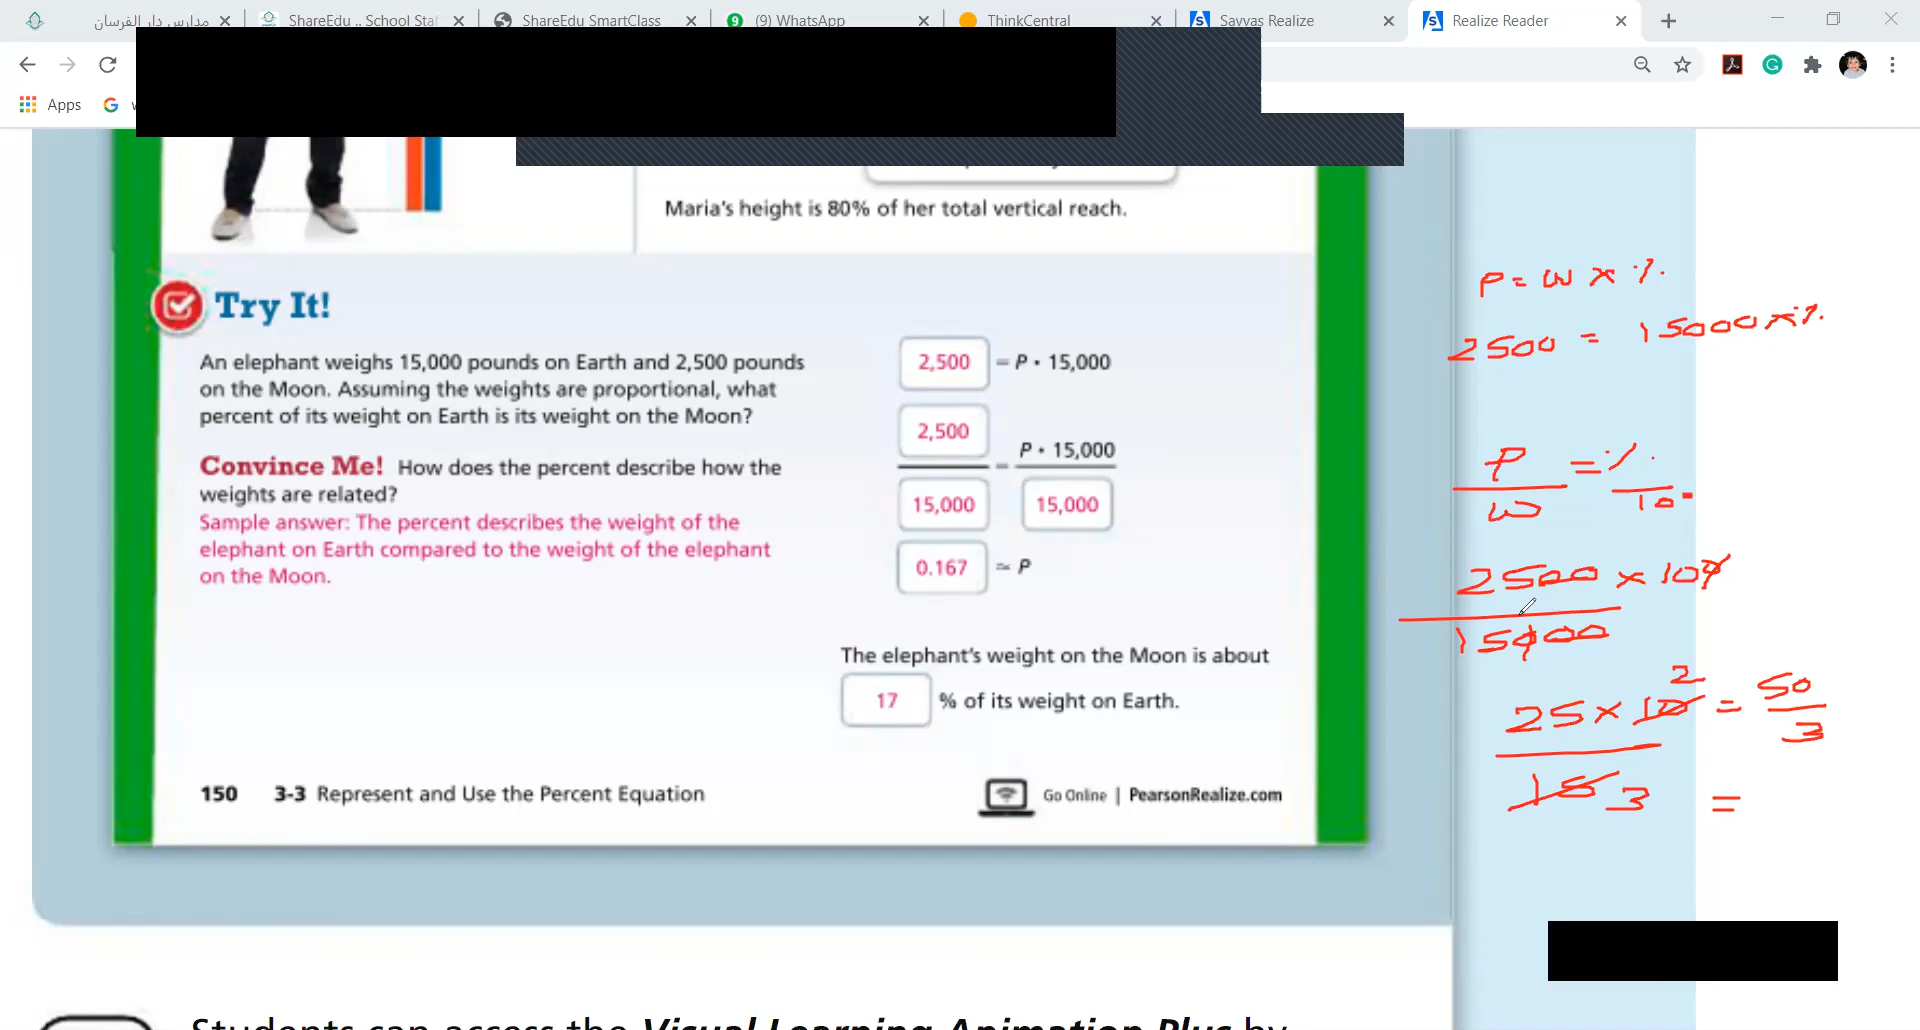 مدارس دار الفرسان
ShareEdu .. School Staf
ShareEdu SmartClass
9 (9) WhatsApp
ThinkCentral
Savvas Realize
Realize Reader
Apps
Maria's height is 80% of her total vertical reach.
Try It!
An elephant weighs 15,000 pounds on Earth and 2,500 pounds
on the Moon. Assuming the weights are proportional, what
percent of its weight on Earth is its weight on the Moon?
Convince Me! How does the percent describe how the
weights are related?
Sample answer: The percent describes the weight of the
elephant on Earth compared to the weight of the elephant
on the Moon.
2,500 = P • 15,000
2,500 = P • 15,000
15,000 15,000
0.167 ≈ P
The elephant's weight on the Moon is about
17 % of its weight on Earth.
150 3-3 Represent and Use the Percent Equation
Go Online | PearsonRealize.com
P = W × %
2500 = 15000 × %
P = %
W 10
2500 × 100
15000
2
25 × 10 = 50
3
15 3 =
Students can access the Visual Learning Animation Plus by